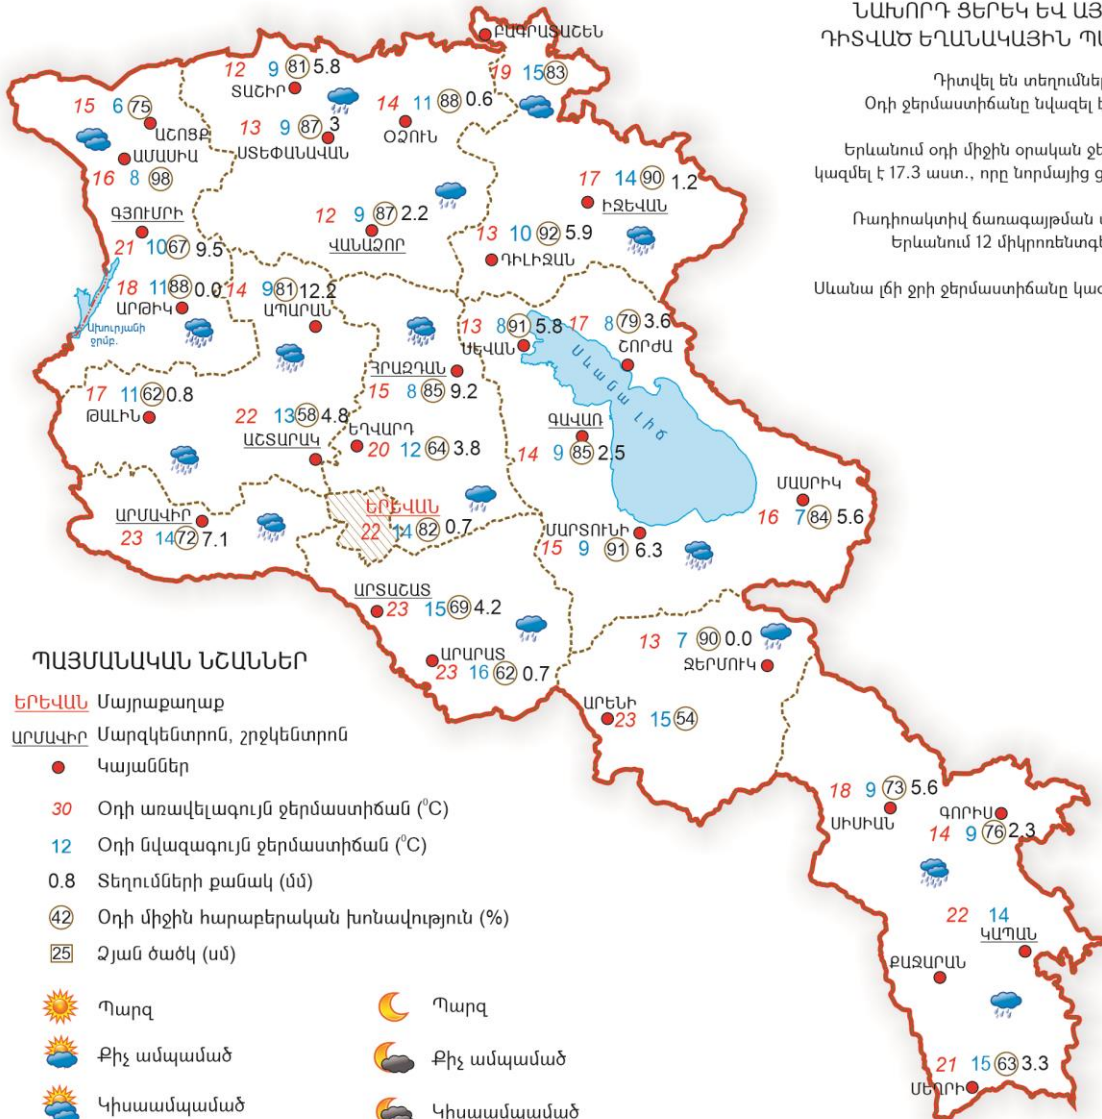 ՆԱԽՈՐԴ ՑԵՐԵԿ ԵՎ ԱՅ
ԴԻՏՎԱԾ ԵՂԱՆԱԿԱՅԻՆ ՊԱ
Դիտվել են տեղումներ
Օդի ջերմաստիճանը նվազել է
Երևանում օդի միջին օրական ջե
կազմել է 17.3 աստ., որը նորմայից ց
Ռադիոակտիվ ճառագայթման
Երևանում 12 միկրոռենտգե
Սևանա լճի ջրի ջերմաստիճանը կազ
ԲԱԳՐԱՏԱՇԵՆ
19 15 83
12 9 81 5.8
ՏԱՇԻՐ
15 6 75
ԱՇՈՑՔ
14 11 88 0.6
ՕՁՈՒՆ
13 9 87 3
ՍՏԵՓԱՆԱՎԱՆ
ԱՄԱՍԻԱ
16 8 98
17 14 90 1.2
ԻՋԵՎԱՆ
ԳՅՈՒՄՐԻ
21 10 67 9.5
12 9 87 2.2
ՎԱՆԱՁՈՐ
13 10 92 5.9
ԴԻԼԻՋԱՆ
18 11 88 0.0
ԱՐԹԻԿ
14 9 81 12.2
ԱՊԱՐԱՆ
Ախուրյանի
ջրմբ.
13 8 91 5.8
ՍԵՎԱՆ
17 8 79 3.6
ՇՈՐԺԱ
Սևանա լիճ
ՀՐԱԶԴԱՆ
15 8 85 9.2
17 11 62 0.8
ԹԱԼԻՆ
22 13 58 4.8
ԱՇՏԱՐԱԿ
ԵՂՎԱՐԴ
20 12 64 3.8
ԳԱՎԱՌ
14 9 85 2.5
ՄԱՍՐԻԿ
16 7 84 5.6
ԱՐՄԱՎԻՐ
23 14 72 7.1
ԵՐԵՎԱՆ
22 14 82 0.7
ՄԱՐՏՈՒՆԻ
15 9 91 6.3
ԱՐՏԱՇԱՏ
23 15 69 4.2
ԱՐԱՐԱՏ
23 16 62 0.7
13 7 90 0.0
ՋԵՐՄՈՒԿ
ԱՐԵՆԻ
23 15 54
18 9 73 5.6
ՍԻՍԻԱՆ
ԳՈՐԻՍ
14 9 76 2.3
22 14
ԿԱՊԱՆ
ՔԱՋԱՐԱՆ
21 15 63 3.3
ՄԵՂՐԻ
ՊԱՅՄԱՆԱԿԱՆ ՆՇԱՆՆԵՐ
ԵՐԵՎԱՆ Մայրաքաղաք
ԱՐՄԱՎԻՐ Մարզկենտրոն, շրջկենտրոն
Կայաններ
30 Օդի առավելագույն ջերմաստիճան (⁰C)
12 Օդի նվազագույն ջերմաստիճան (⁰C)
0.8 Տեղումների քանակ (մմ)
42 Օդի միջին հարաբերական խոնավություն (%)
25 Ձյան ծածկ (սմ)
Պարզ Պարզ
Քիչ ամպամած Քիչ ամպամած
Կիսաամպամած Կիսաամպամած